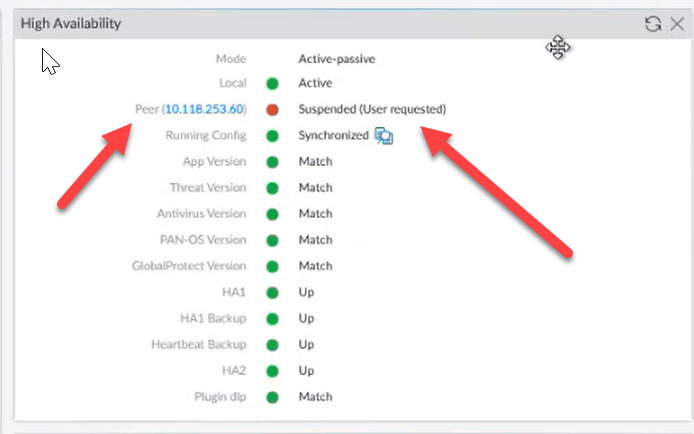 High Availability
Mode Active-passive
Local Active
Peer (10.118.253.60) Suspended (User requested)
Running Config Synchronized
App Version Match
Threat Version Match
Antivirus Version Match
PAN-OS Version Match
GlobalProtect Version Match
HA1 Up
HA1 Backup Up
Heartbeat Backup Up
HA2 Up
Plugin dlp Match